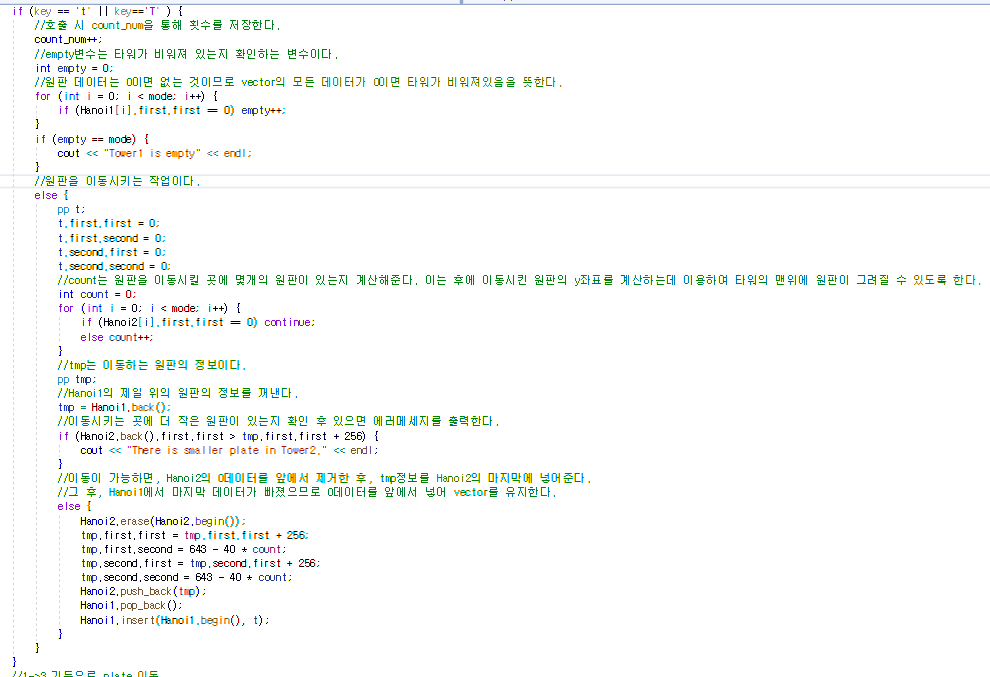 if (key == 't' || key=='T' ) {
//호출 시 count_num을 통해 횟수를 저장한다.
count_num++;
//empty변수는 타워가 비워져 있는지 확인하는 변수이다.
int empty = 0;
//원판 데이터는 0이면 없는 것이므로 vector의 모든 데이터가 0이면 타워가 비워져있음을 뜻한다.
for (int i = 0; i < mode; i++) {
if (Hanoi1[i].first.first == 0) empty++;
}
if (empty == mode) {
cout << "Tower1 is empty" << endl;
}
//원판을 이동시키는 작업이다.
else {
pp t;
t.first.first = 0;
t.first.second = 0;
t.second.first = 0;
t.second.second = 0;
//count는 원판을 이동시킬 곳에 몇개의 원판이 있는지 계산해준다. 이는 후에 이동시킨 원판의 y좌표를 계산하는데 이용하여 타워의 맨위에 원판이 그려질 수 있도록 한다.
int count = 0;
for (int i = 0; i < mode; i++) {
if (Hanoi2[i].first.first == 0) continue;
else count++;
}
//tmp는 이동하는 원판의 정보이다.
pp tmp;
//Hanoi1의 제일 위의 원판의 정보를 꺼낸다.
tmp = Hanoi1.back();
//이동시키는 곳에 더 작은 원판이 있는지 확인 후 있으면 에러메세지를 출력한다.
if (Hanoi2.back().first.first > tmp.first.first + 256) {
cout << "There is smaller plate in Tower2." << endl;
}
//이동이 가능하면, Hanoi2의 0데이터를 앞에서 제거한 후, tmp정보를 Hanoi2의 마지막에 넣어준다.
//그 후, Hanoi1에서 마지막 데이터가 빠졌으므로 0데이터를 앞에서 넣어 vector를 유지한다.
else {
Hanoi2.erase(Hanoi2.begin());
tmp.first.first = tmp.first.first + 256;
tmp.first.second = 643 - 40 * count;
tmp.second.first = tmp.second.first + 256;
tmp.second.second = 643 - 40 * count;
Hanoi2.push_back(tmp);
Hanoi1.pop_back();
Hanoi1.insert(Hanoi1.begin(), t);
}
}
}
//1->3 기둥으로 plate 이동